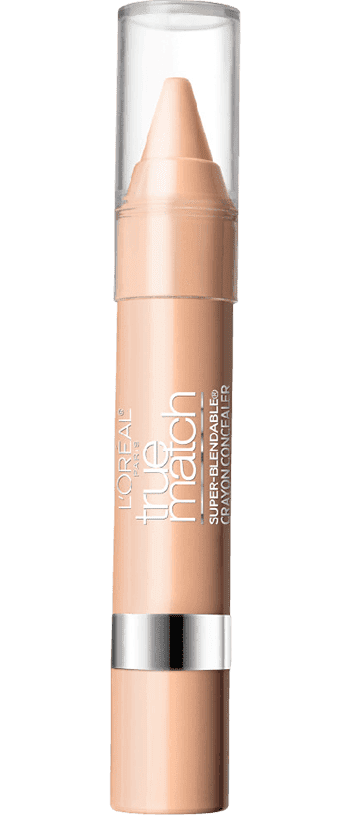 L'ORÉAL®
PARIS
true
match
SUPER-BLENDABLE®
CRAYON CONCEALER